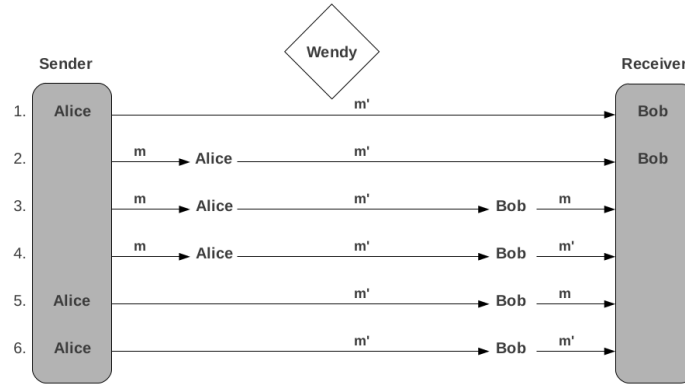 Wendy
Sender Receiver
1. Alice m' Bob
2. m Alice m' Bob
3. m Alice m' Bob m
4. m Alice m' Bob m'
5. Alice m' Bob m
6. Alice m' Bob m'